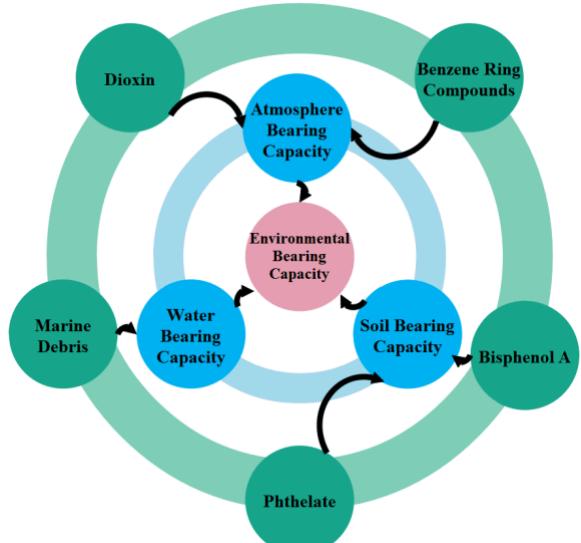 Dioxin
Benzene Ring
Compounds
Atmosphere
Bearing
Capacity
Environmental
Bearing
Capacity
Marine
Debris
Water
Bearing
Capacity
Soil Bearing
Capacity
Bisphenol A
Phthelate